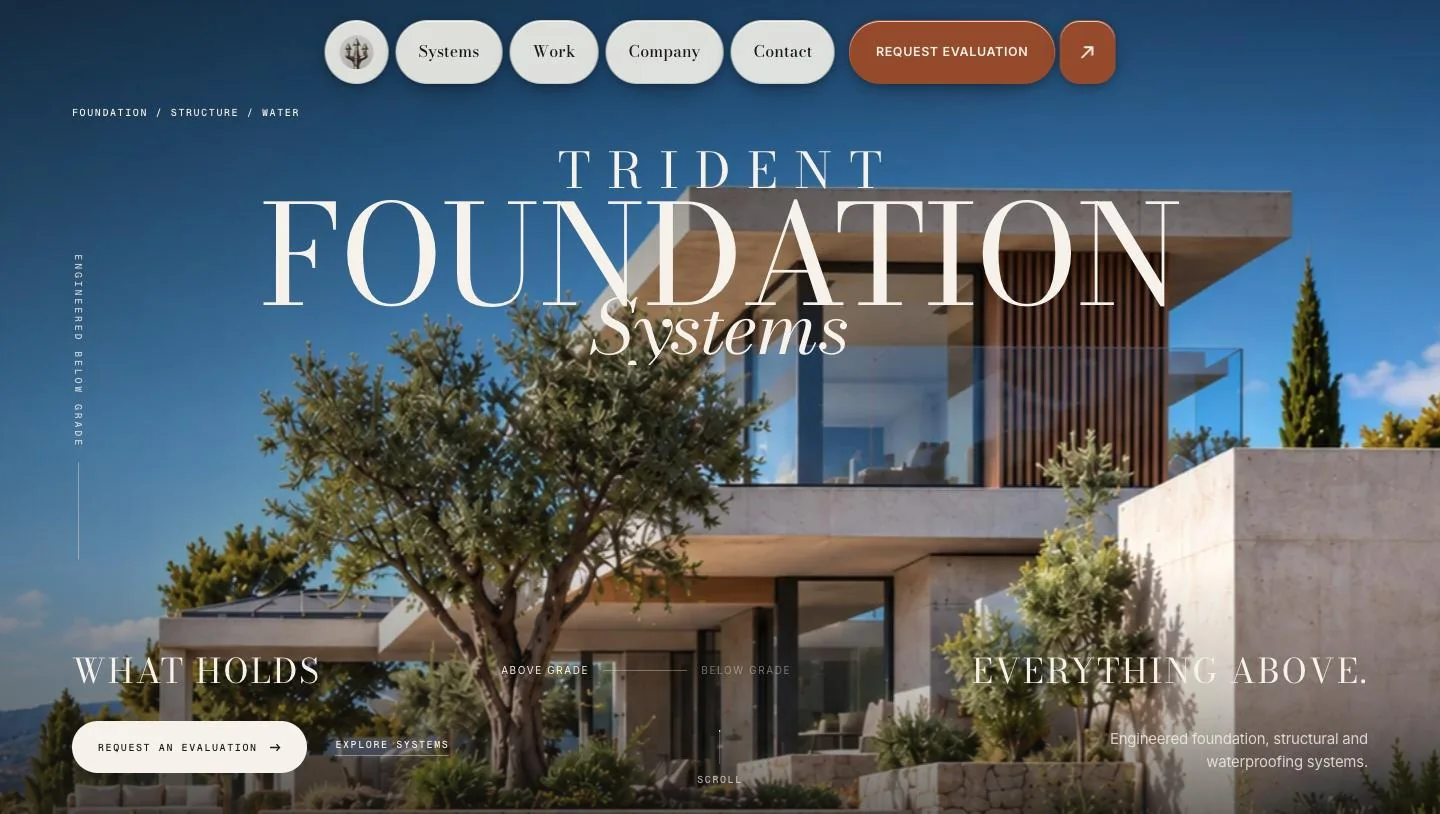 Systems
Work
Company
Contact
REQUEST EVALUATION
FOUNDATION / STRUCTURE / WATER
TRIDENT
FOUNDATION
Systems
ENGINEERED BELOW GRADE
WHAT HOLDS
ABOVE GRADE
BELOW GRADE
EVERYTHING ABOVE.
REQUEST AN EVALUATION →
EXPLORE SYSTEMS
SCROLL
Engineered foundation, structural and
waterproofing systems.